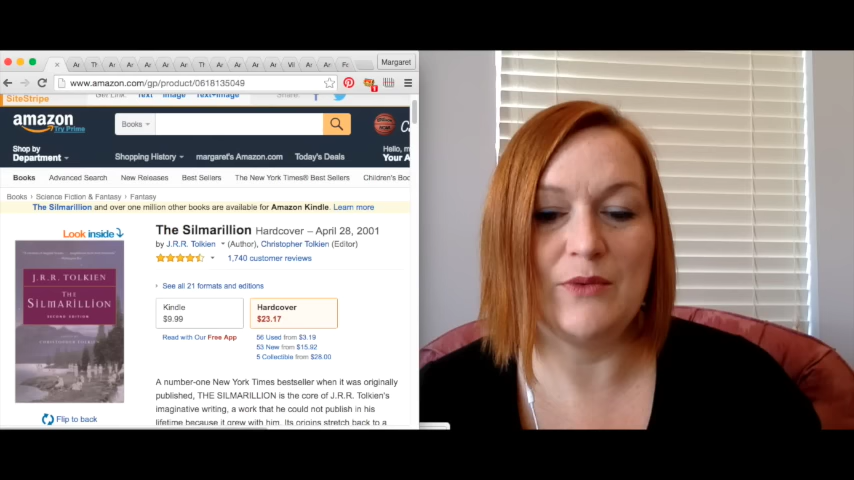 Margaret
www.amazon.com/gp/product/0618135049
SiteStripe
Get Link: Text Image Text+Image Share:
amazon
Try Prime
Books
Hello, m
Shop by
Department
Shopping History
margaret's Amazon.com
Today's Deals
Your A
Books Advanced Search New Releases Best Sellers The New York Times® Best Sellers Children's Boo
Books › Science Fiction & Fantasy › Fantasy
The Silmarillion and over one million other books are available for Amazon Kindle. Learn more
Look inside
The Silmarillion Hardcover – April 28, 2001
by J.R.R. Tolkien (Author), Christopher Tolkien (Editor)
1,740 customer reviews
J.R.R. TOLKIEN
THE
SILMARILLION
SECOND EDITION
CHRISTOPHER TOLKIEN
› See all 21 formats and editions
Kindle
$9.99
Hardcover
$23.17
Read with Our Free App
56 Used from $3.19
53 New from $15.92
5 Collectible from $28.00
A number-one New York Times bestseller when it was originally
published, THE SILMARILLION is the core of J.R.R. Tolkien's
imaginative writing, a work that he could not publish in his
lifetime because it grew with him. Its origins stretch back to a
Flip to back